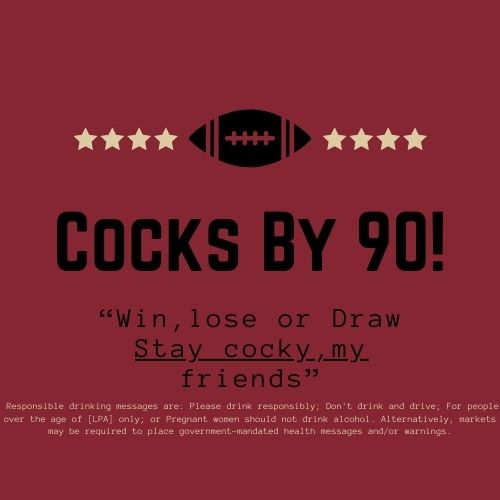 Cocks By 90!
“Win,lose or Draw
Stay cocky,my
friends”
Responsible drinking messages are: Please drink responsibly; Don't drink and drive; For people
over the age of [LPA] only; or Pregnant women should not drink alcohol. Alternatively, markets
may be required to place government-mandated health messages and/or warnings.